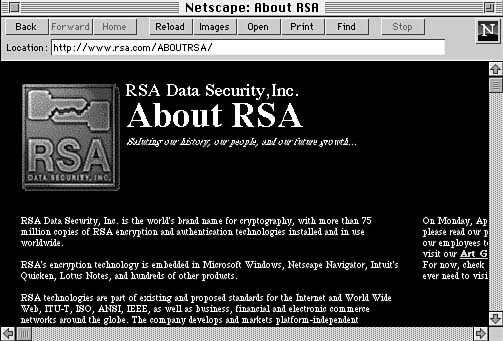 Netscape: About RSA
Back Forward Home Reload Images Open Print Find Stop
Location: http://www.rsa.com/ABOUTRSA/
N
RSA Data Security,Inc.
About RSA
Saluting our history, our people, and our future growth...
RSA
DATA SECURITY, INC.
RSA Data Security, Inc. is the world's brand name for cryptography, with more than 75
million copies of RSA encryption and authentication technologies installed and in use
worldwide.
RSA's encryption technology is embedded in Microsoft Windows, Netscape Navigator, Intuit's
Quicken, Lotus Notes, and hundreds of other products.
RSA technologies are part of existing and proposed standards for the Internet and World Wide
Web, ITU-T, ISO, ANSI, IEEE, as well as business, financial and electronic commerce
networks around the globe. The company develops and markets platform-independent
On Monday, Ap
please read our p
our employees t
visit our Art G
For now, check
ever need to visi